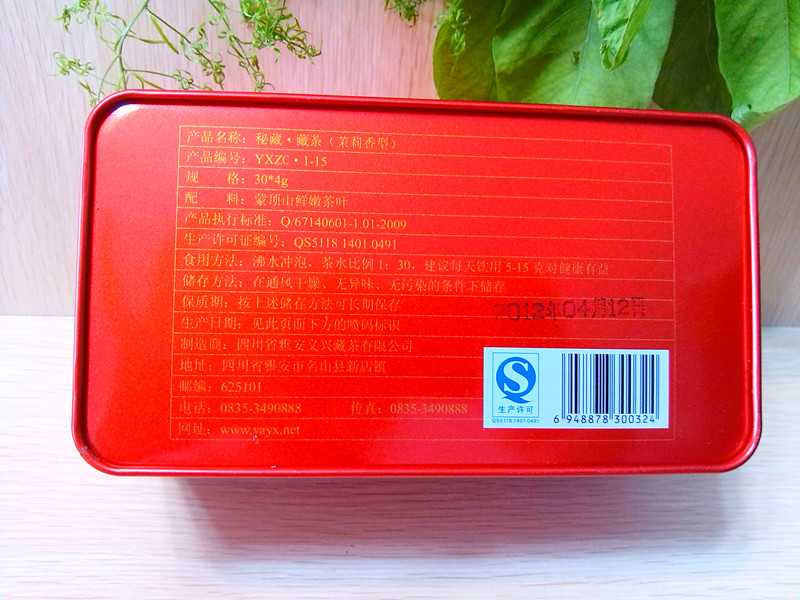 产品名称：秘藏·藏茶（茉莉香型）
产品编号：YXZC·1-15
规　　格：30*4g
配　　料：蒙顶山鲜嫩茶叶
产品执行标准：Q/67140601-1.01-2009
生产许可证编号：QS5118 1401 0491
食用方法：沸水冲泡，茶水比例1：30，建议每天饮用5-15克对健康有益
储存方法：在通风干燥、无异味、无污染的条件下储存
保质期：按上述储存方法可长期保存
2012年04月12日
生产日期：见此页面下方的喷码标识
制造商：四川省雅安义兴藏茶有限公司
地址：四川省雅安市名山县新店镇
邮编：625101
电话：0835-3490888　　传真：0835-3490888
网址：www.yayx.net
生产许可
QS5118 1401 0491
6 948878 300324